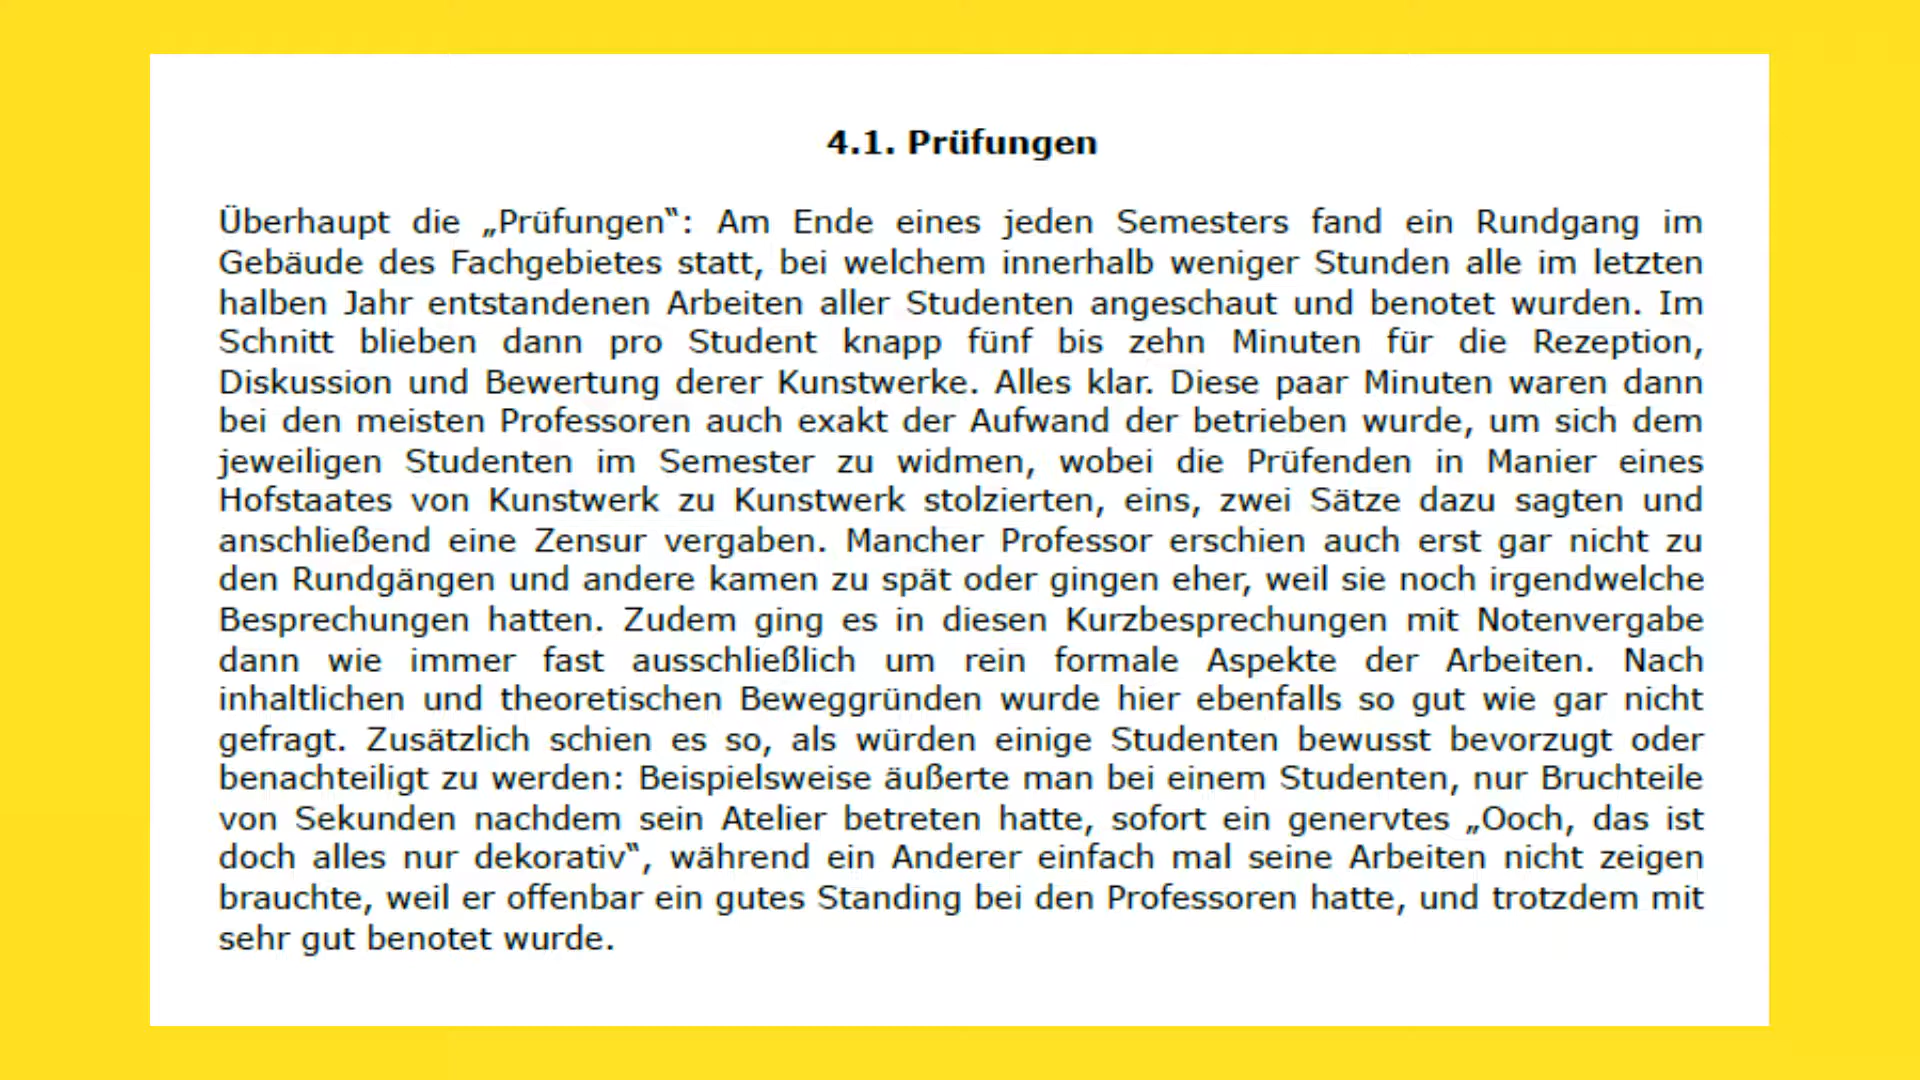 4.1. Prüfungen
Überhaupt die „Prüfungen‟: Am Ende eines jeden Semesters fand ein Rundgang im
Gebäude des Fachgebietes statt, bei welchem innerhalb weniger Stunden alle im letzten
halben Jahr entstandenen Arbeiten aller Studenten angeschaut und benotet wurden. Im
Schnitt blieben dann pro Student knapp fünf bis zehn Minuten für die Rezeption,
Diskussion und Bewertung derer Kunstwerke. Alles klar. Diese paar Minuten waren dann
bei den meisten Professoren auch exakt der Aufwand der betrieben wurde, um sich dem
jeweiligen Studenten im Semester zu widmen, wobei die Prüfenden in Manier eines
Hofstaates von Kunstwerk zu Kunstwerk stolzierten, eins, zwei Sätze dazu sagten und
anschließend eine Zensur vergaben. Mancher Professor erschien auch erst gar nicht zu
den Rundgängen und andere kamen zu spät oder gingen eher, weil sie noch irgendwelche
Besprechungen hatten. Zudem ging es in diesen Kurzbesprechungen mit Notenvergabe
dann wie immer fast ausschließlich um rein formale Aspekte der Arbeiten. Nach
inhaltlichen und theoretischen Beweggründen wurde hier ebenfalls so gut wie gar nicht
gefragt. Zusätzlich schien es so, als würden einige Studenten bewusst bevorzugt oder
benachteiligt zu werden: Beispielsweise äußerte man bei einem Studenten, nur Bruchteile
von Sekunden nachdem sein Atelier betreten hatte, sofort ein genervtes „Ooch, das ist
doch alles nur dekorativ‟, während ein Anderer einfach mal seine Arbeiten nicht zeigen
brauchte, weil er offenbar ein gutes Standing bei den Professoren hatte, und trotzdem mit
sehr gut benotet wurde.